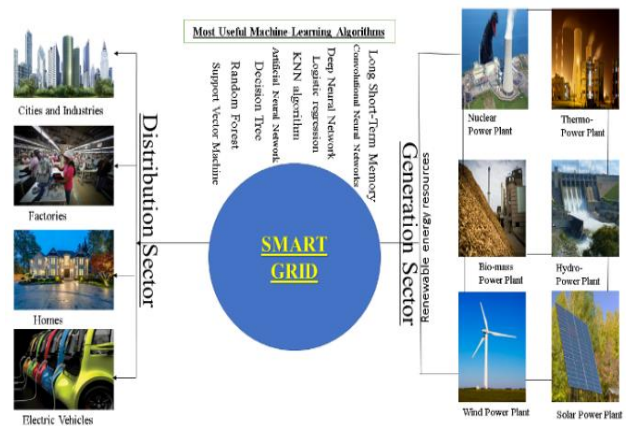 Most Useful Machine Learning Algorithms
Cities and Industries
Factories
Homes
Electric Vehicles
Distribution Sector
Support Vector Machine
Random Forest
Decision Tree
Artificial Neural Network
KNN algorithm
Logistic regression
Deep Neural Network
Convolutional Neural Networks
Long Short-Term Memory
SMART
GRID
Generation Sector
Renewable energy resources
Nuclear
Power Plant
Thermo-
Power Plant
Bio-mass
Power Plant
Hydro-
Power Plant
Wind Power Plant
Solar Power Plant